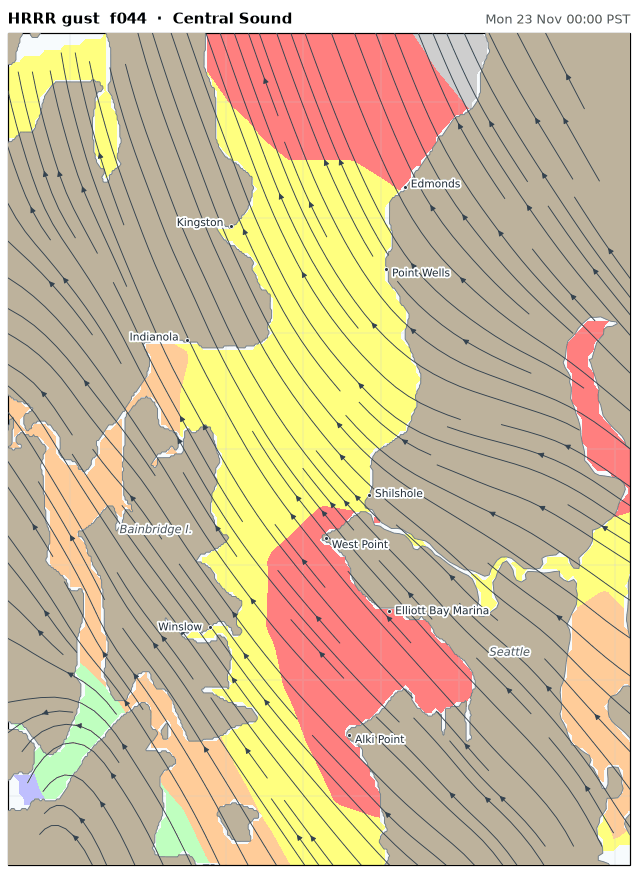 HRRR gust f044 · Central Sound
Mon 23 Nov 00:00 PST
Edmonds
Kingston
Point Wells
Indianola
Shilshole
Bainbridge I.
West Point
Elliott Bay Marina
Winslow
Seattle
Alki Point